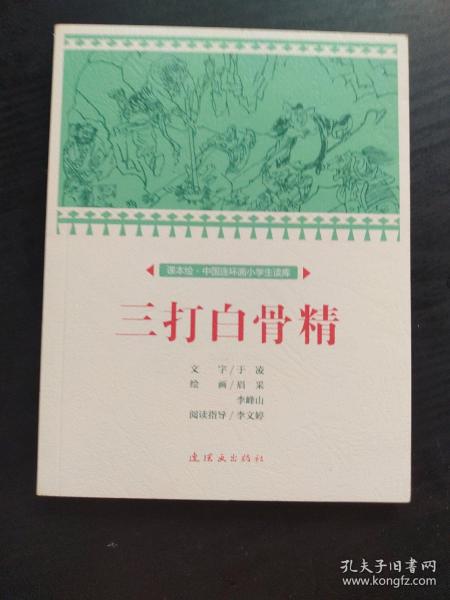 课本绘·中国连环画小学生读库
三打白骨精
文 字/于 凌
绘 画/眉 采
李峰山
阅读指导/李文婷
连环画出版社
孔夫子旧书网
www.kongfz.com